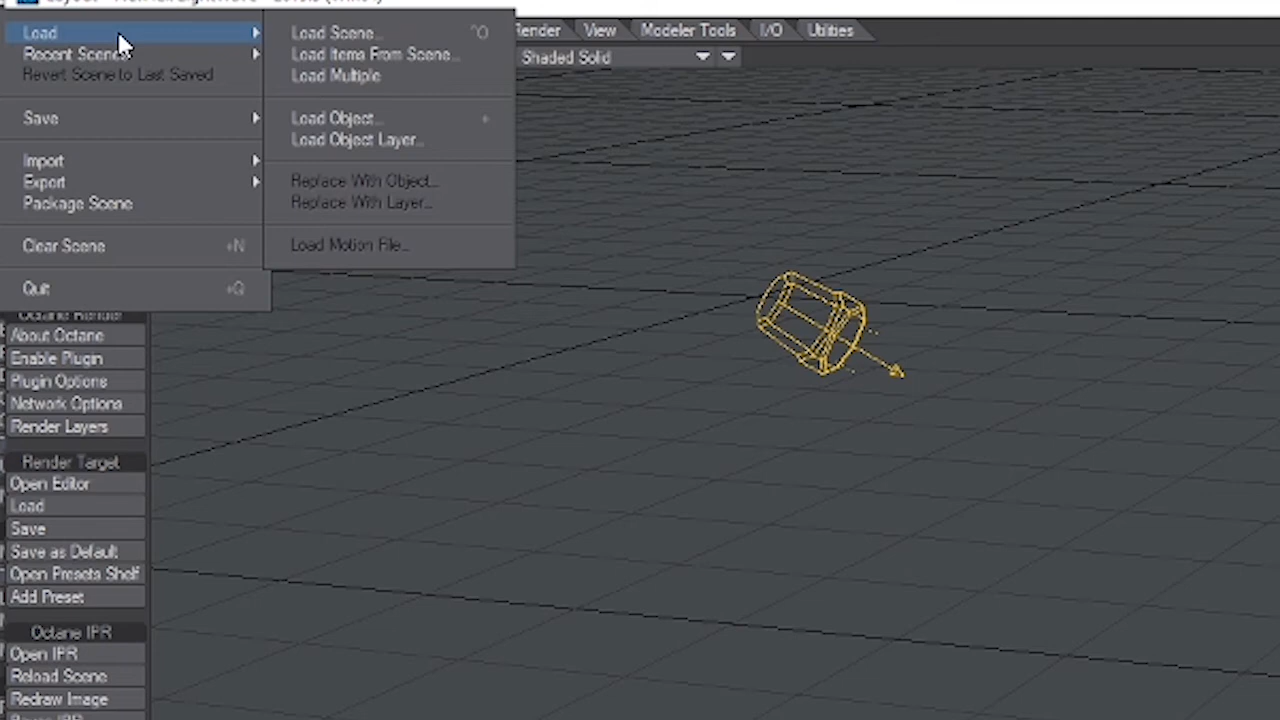 Load
Recent Scenes
Revert Scene to Last Saved
Save
Import
Export
Package Scene
Clear Scene +N
Quit +Q
Load Scene... ^O
Load Items From Scene...
Load Multiple
Load Object... +
Load Object Layer...
Replace With Object...
Replace With Layer...
Load Motion File...
Render
View
Modeler Tools
I/O
Utilities
Shaded Solid
Octane Render
About Octane
Enable Plugin
Plugin Options
Network Options
Render Layers
Render Target
Open Editor
Load
Save
Save as Default
Open Presets Shelf
Add Preset
Octane IPR
Open IPR
Reload Scene
Redraw Image